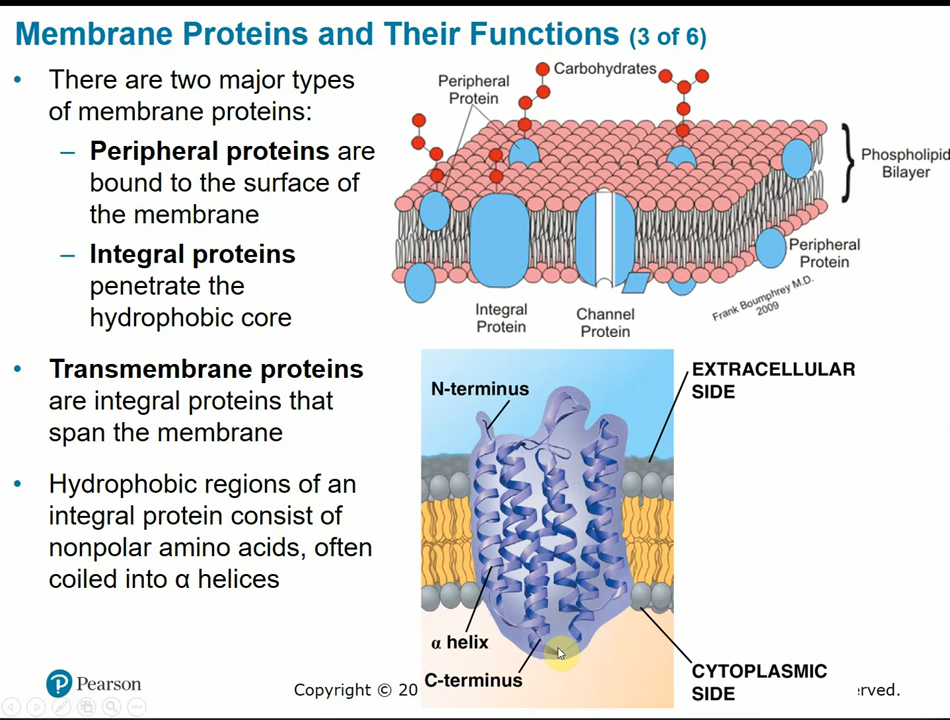 Membrane Proteins and Their Functions (3 of 6)
• There are two major types
of membrane proteins:
– Peripheral proteins are
bound to the surface of
the membrane
– Integral proteins
penetrate the
hydrophobic core
• Transmembrane proteins
are integral proteins that
span the membrane
• Hydrophobic regions of an
integral protein consist of
nonpolar amino acids, often
coiled into α helices
Peripheral
Protein
Carbohydrates
Phospholipid
Bilayer
Peripheral
Protein
Integral
Protein
Channel
Protein
Frank Boumphrey M.D.
2009
N-terminus
EXTRACELLULAR
SIDE
α helix
C-terminus
CYTOPLASMIC
SIDE
P Pearson
Copyright © 20
rved.